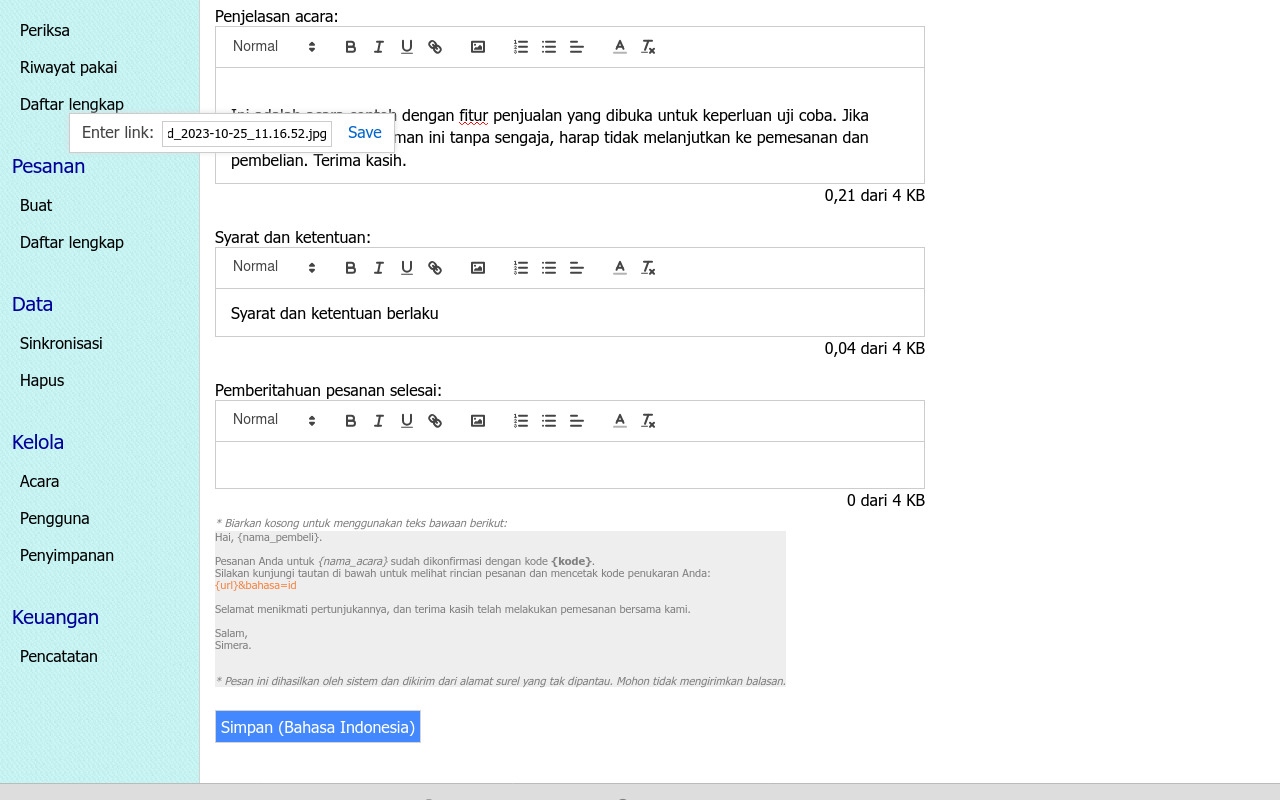 Periksa
Riwayat pakai
Daftar lengkap
Pesanan
Buat
Daftar lengkap
Data
Sinkronisasi
Hapus
Kelola
Acara
Pengguna
Penyimpanan
Keuangan
Pencatatan
Penjelasan acara:
Normal
Enter link: d_2023-10-25_11.16.52.jpg Save
dengan fitur penjualan yang dibuka untuk keperluan uji coba. Jika
ini tanpa sengaja, harap tidak melanjutkan ke pemesanan dan
pembelian. Terima kasih.
0,21 dari 4 KB
Syarat dan ketentuan:
Normal
Syarat dan ketentuan berlaku
0,04 dari 4 KB
Pemberitahuan pesanan selesai:
Normal
0 dari 4 KB
* Biarkan kosong untuk menggunakan teks bawaan berikut:
Hai, {nama_pembeli}.
Pesanan Anda untuk {nama_acara} sudah dikonfirmasi dengan kode {kode}.
Silakan kunjungi tautan di bawah untuk melihat rincian pesanan dan mencetak kode penukaran Anda:
{url}&bahasa=id
Selamat menikmati pertunjukannya, dan terima kasih telah melakukan pemesanan bersama kami.
Salam,
Simera.
* Pesan ini dihasilkan oleh sistem dan dikirim dari alamat surel yang tak dipantau. Mohon tidak mengirimkan balasan.
Simpan (Bahasa Indonesia)